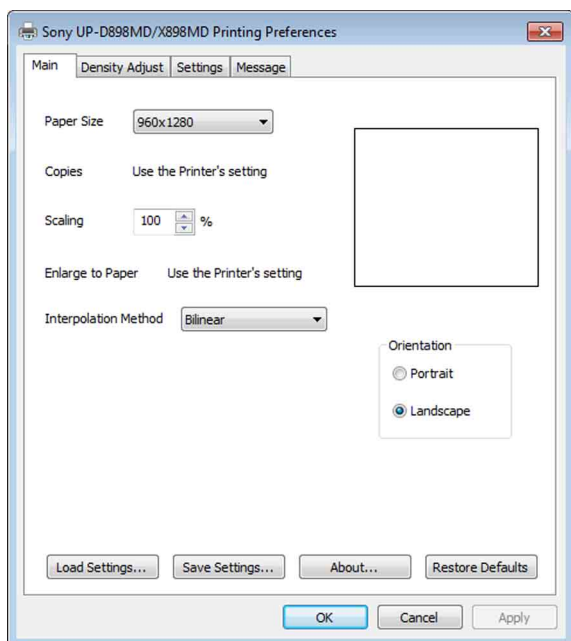 Sony UP-D898MD/X898MD Printing Preferences
Main Density Adjust Settings Message
Paper Size 960x1280
Copies Use the Printer's setting
Scaling 100 %
Enlarge to Paper Use the Printer's setting
Interpolation Method Bilinear
Orientation
Portrait
Landscape
Load Settings... Save Settings... About... Restore Defaults
OK Cancel Apply